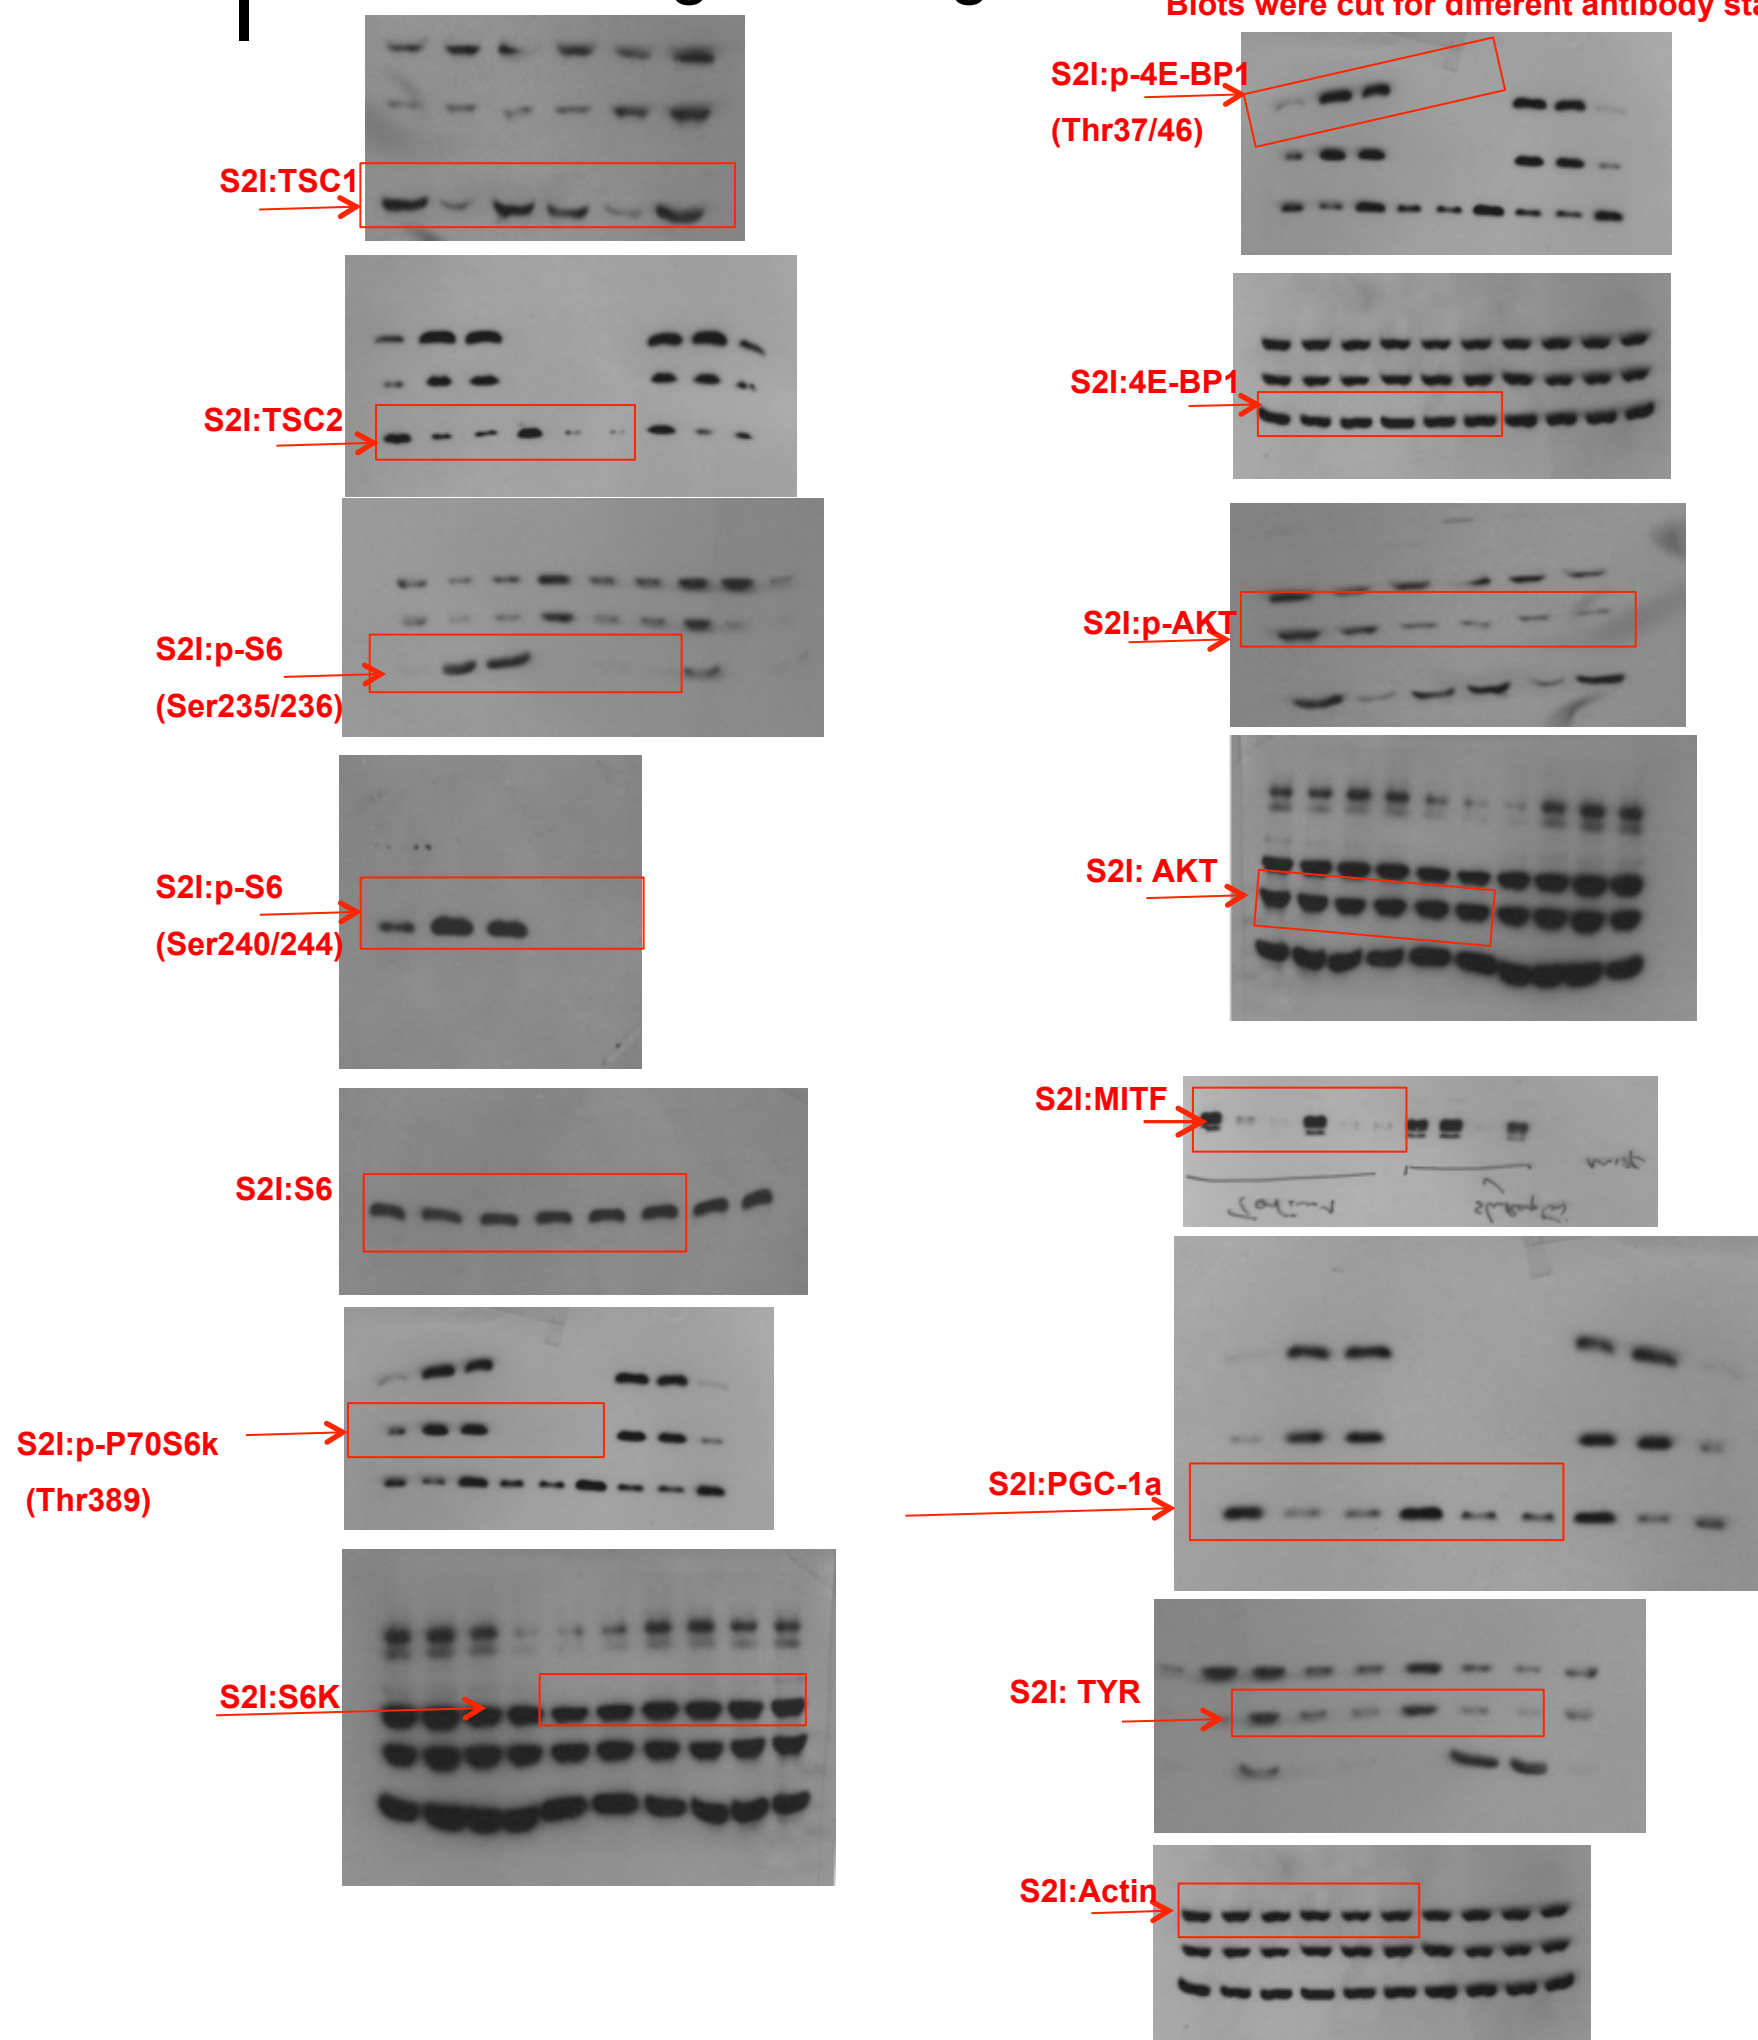 Blots were cut for different antibody sta
S2I:TSC1
S2I:TSC2
S2I:p-S6
(Ser235/236)
S2I:p-S6
(Ser240/244)
S2I:S6
S2I:p-P70S6k
(Thr389)
S2I:S6K
S2I:p-4E-BP1
(Thr37/46)
S2I:4E-BP1
S2I:p-AKT
S2I: AKT
S2I:MITF
S2I:PGC-1a
S2I: TYR
S2I:Actin